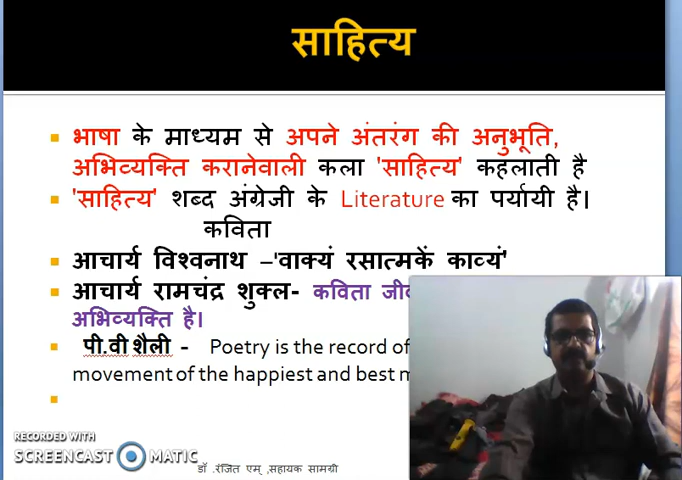 साहित्य
भाषा के माध्यम से अपने अंतरंग की अनुभूति,
अभिव्यक्ति करानेवाली कला 'साहित्य' कहलाती है
'साहित्य' शब्द अंग्रेजी के Literature का पर्यायी है।
कविता
आचार्य विश्वनाथ –'वाक्यं रसात्मकें काव्यं'
आचार्य रामचंद्र शुक्ल- कविता
अभिव्यक्ति है।
पी.वी शैली - Poetry is the record of
movement of the happiest and best
RECORDED WITH
SCREENCAST MATIC
डॉ .रंजित एम् ,सहायक सामग्री